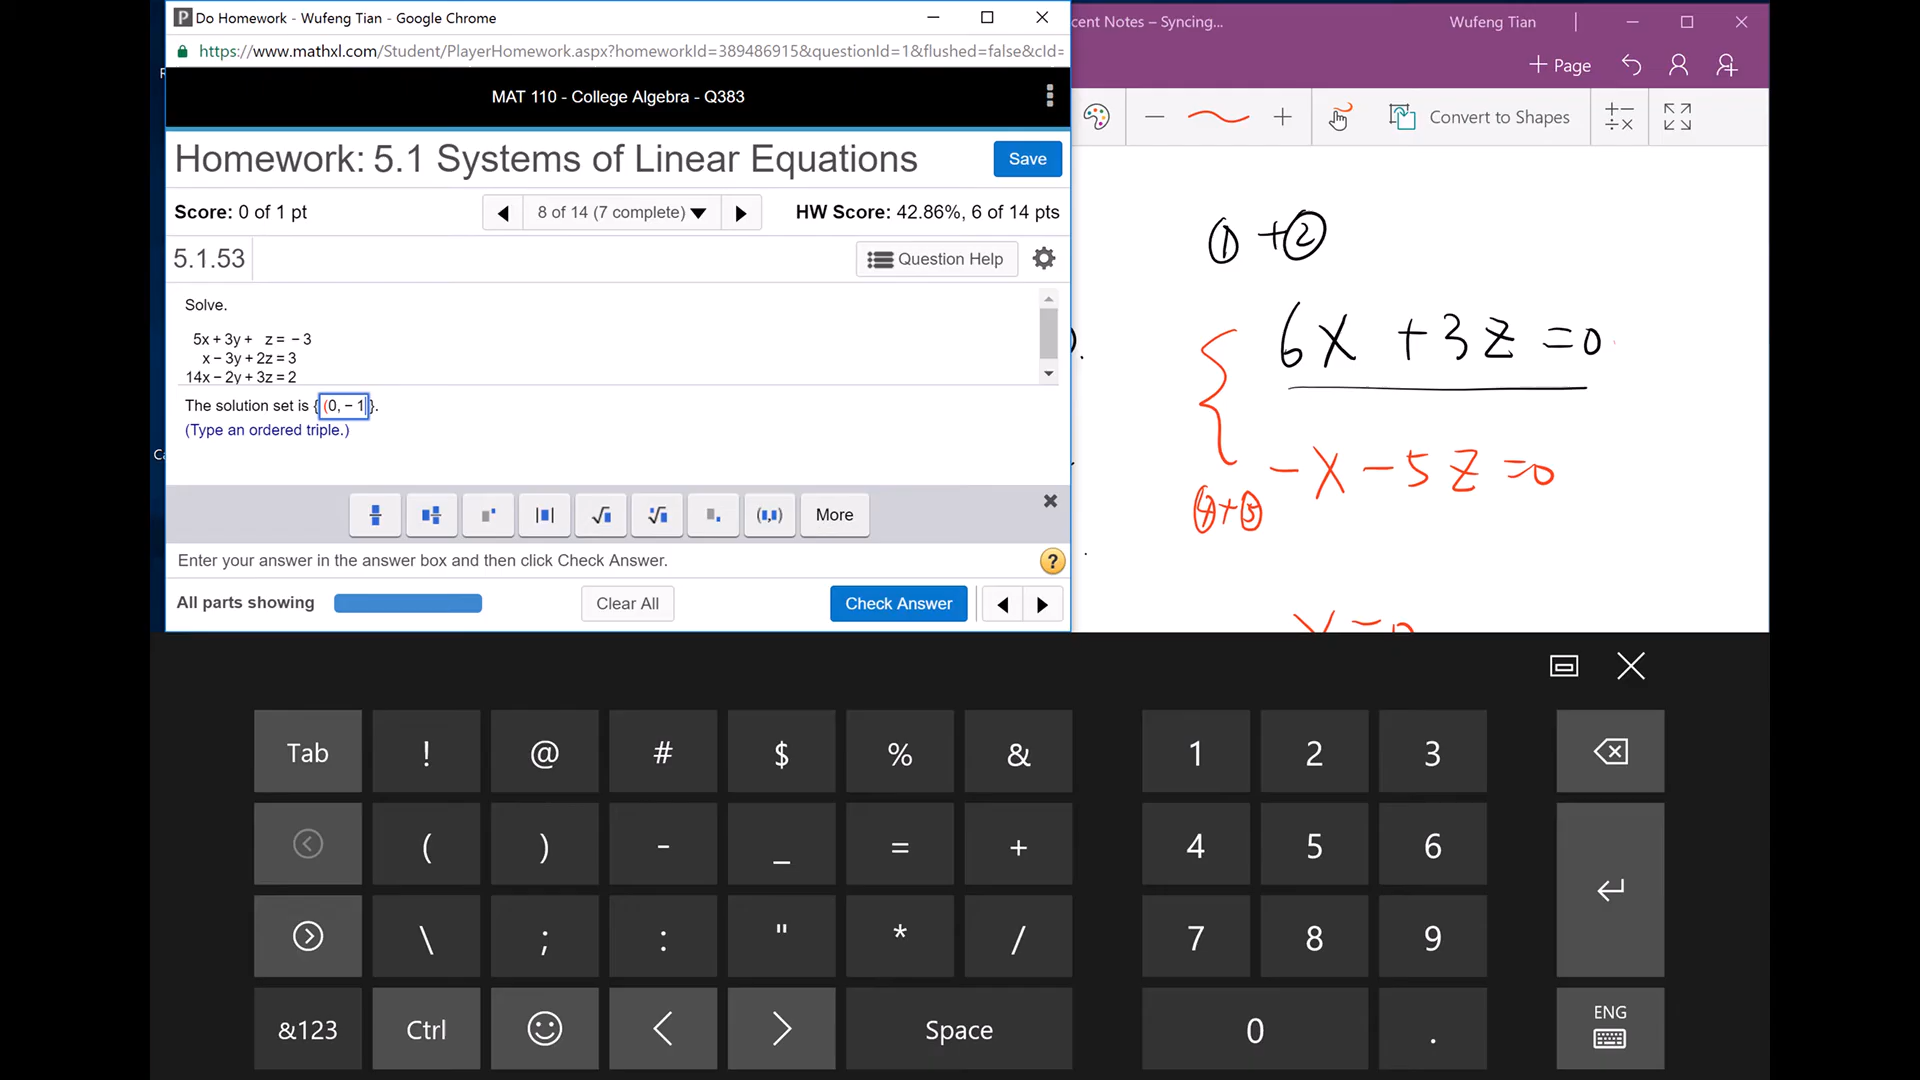 Do Homework - Wufeng Tian - Google Chrome
https://www.mathxl.com/Student/PlayerHomework.aspx?homeworkId=389486915&questionId=1&flushed=false&cId=
MAT 110 - College Algebra - Q383
Homework: 5.1 Systems of Linear Equations
Save
Score: 0 of 1 pt
8 of 14 (7 complete)
HW Score: 42.86%, 6 of 14 pts
5.1.53
Question Help
Solve.
5x + 3y + z = − 3
x − 3y + 2z = 3
14x − 2y + 3z = 2
The solution set is { (0, − 1 }.
(Type an ordered triple.)
More
Enter your answer in the answer box and then click Check Answer.
?
All parts showing
Clear All
Check Answer
cent Notes – Syncing...
Wufeng Tian
+ Page
Convert to Shapes
① + ②
6X + 3Z = 0
-X - 5Z = 0
④+⑤
Tab ! @ # $ % & 1 2 3
( ) - _ = + 4 5 6
\ ; : " * / 7 8 9
&123 Ctrl < > Space 0 . ENG